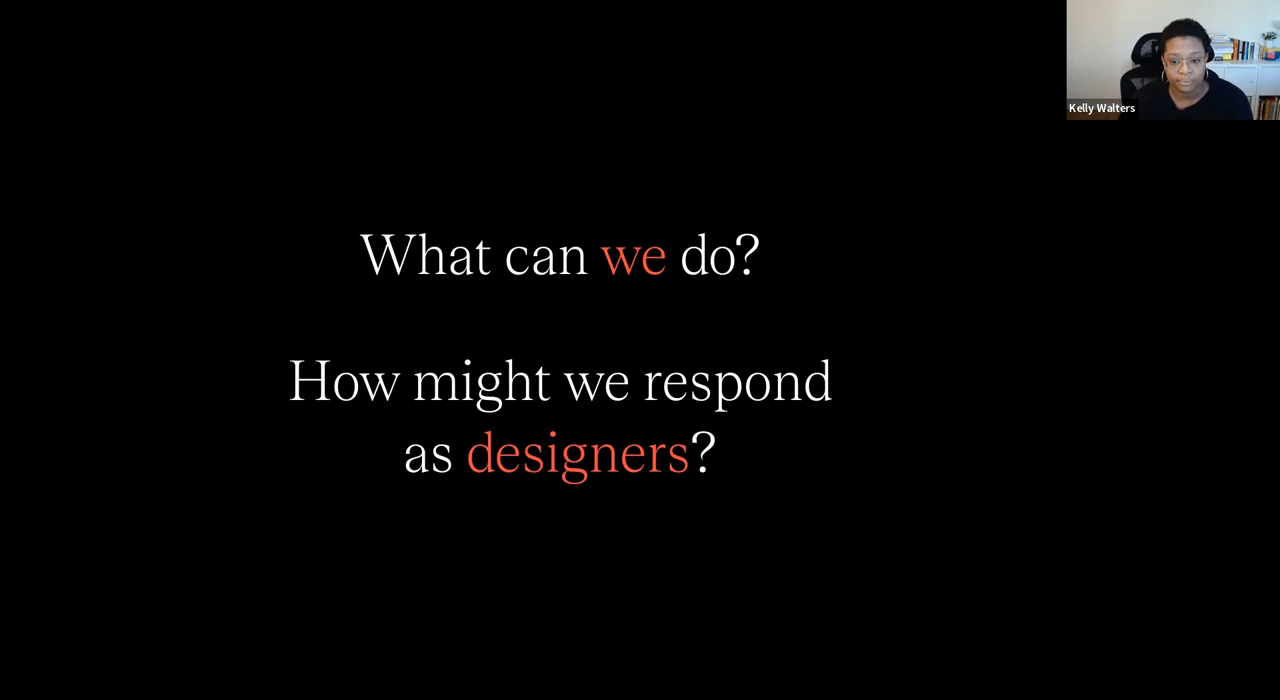 Kelly Walters
What can we do?
How might we respond
as designers?